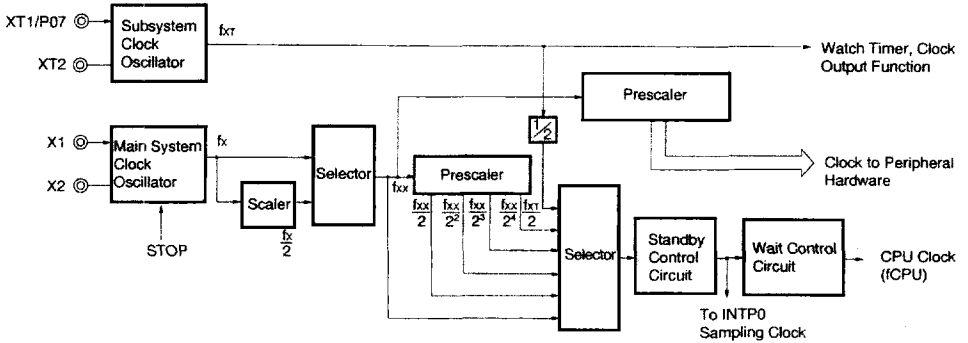 XT1/P07
XT2
Subsystem
Clock
Oscillator
fXT
Watch Timer, Clock
Output Function
Prescaler
1/2
Clock to Peripheral
Hardware
X1
X2
Main System
Clock
Oscillator
STOP
fX
Scaler
fX/2
Selector
fXX
Prescaler
fXX/2 fXX/2² fXX/2³ fXX/2⁴ fXT/2
Selector
Standby
Control
Circuit
To INTP0
Sampling Clock
Wait Control
Circuit
CPU Clock
(fCPU)